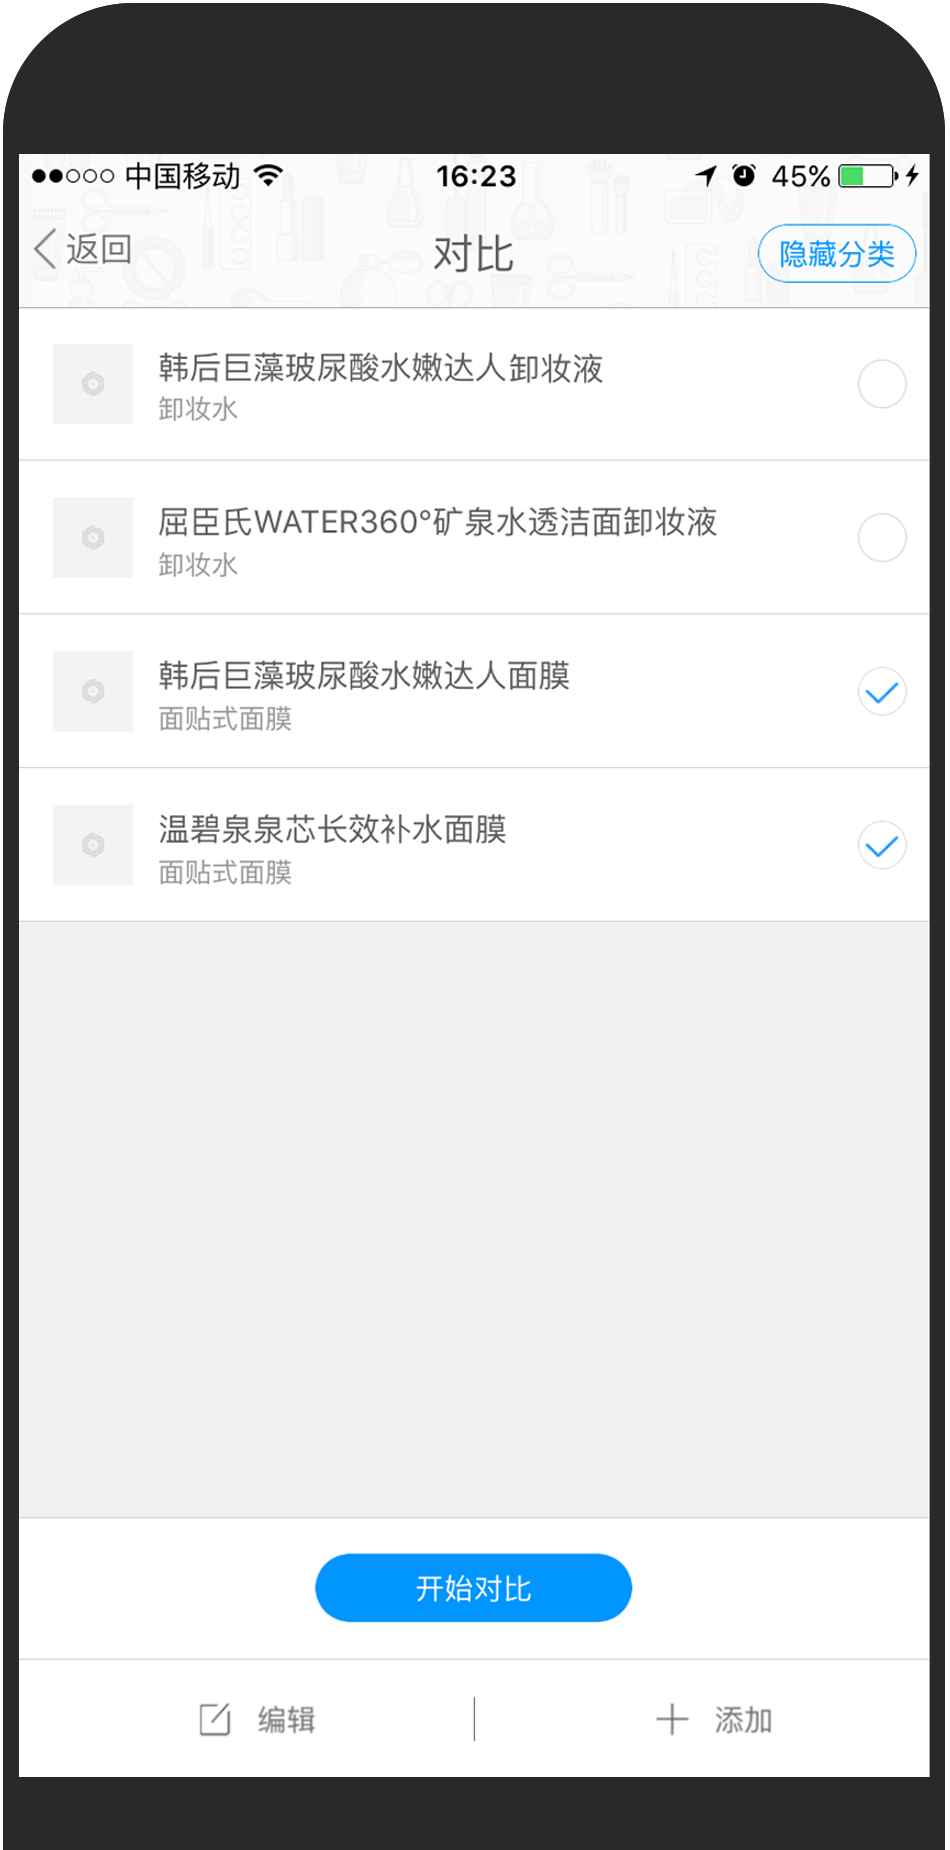 中国移动 16:23 45%
返回 对比 隐藏分类
韩后巨藻玻尿酸水嫩达人卸妆液
卸妆水
屈臣氏WATER360°矿泉水透洁面卸妆液
卸妆水
韩后巨藻玻尿酸水嫩达人面膜
面贴式面膜
温碧泉泉芯长效补水面膜
面贴式面膜
开始对比
编辑 添加